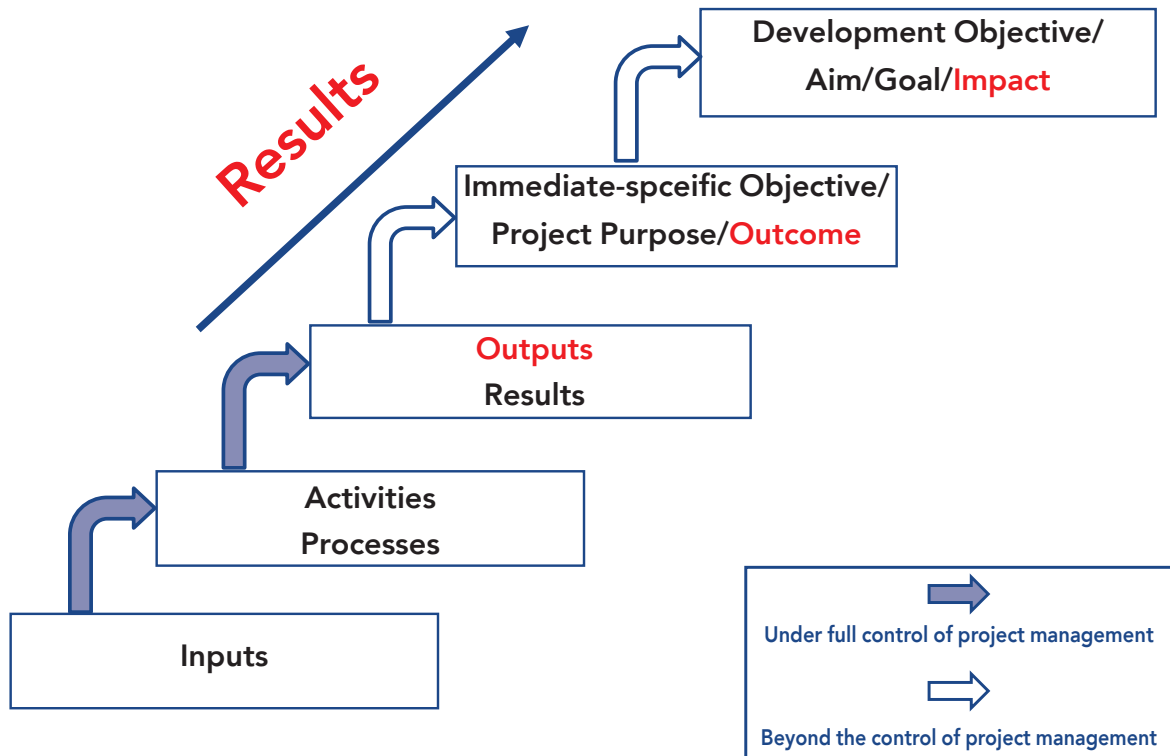 Development Objective/
Aim/Goal/Impact
Results
Immediate-spceific Objective/
Project Purpose/Outcome
Outputs
Results
Activities
Processes
Inputs
Under full control of project management
Beyond the control of project management